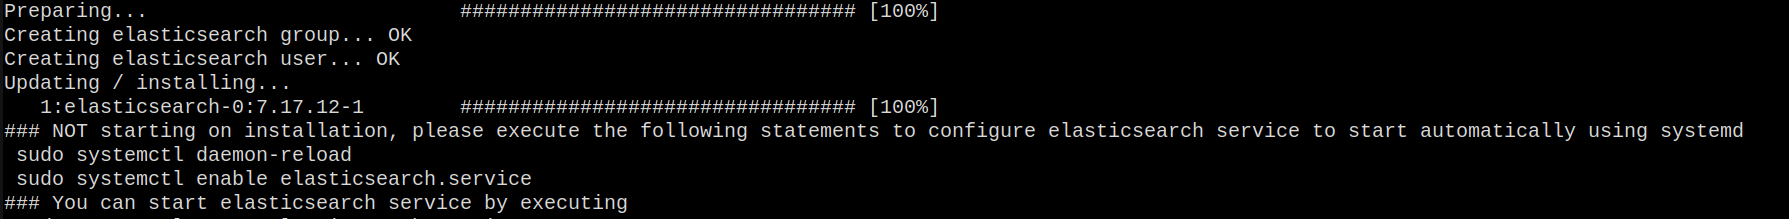 Preparing...                          ################################# [100%]
Creating elasticsearch group... OK
Creating elasticsearch user... OK
Updating / installing...
   1:elasticsearch-0:7.17.12-1        ################################# [100%]
### NOT starting on installation, please execute the following statements to configure elasticsearch service to start automatically using systemd
 sudo systemctl daemon-reload
 sudo systemctl enable elasticsearch.service
### You can start elasticsearch service by executing